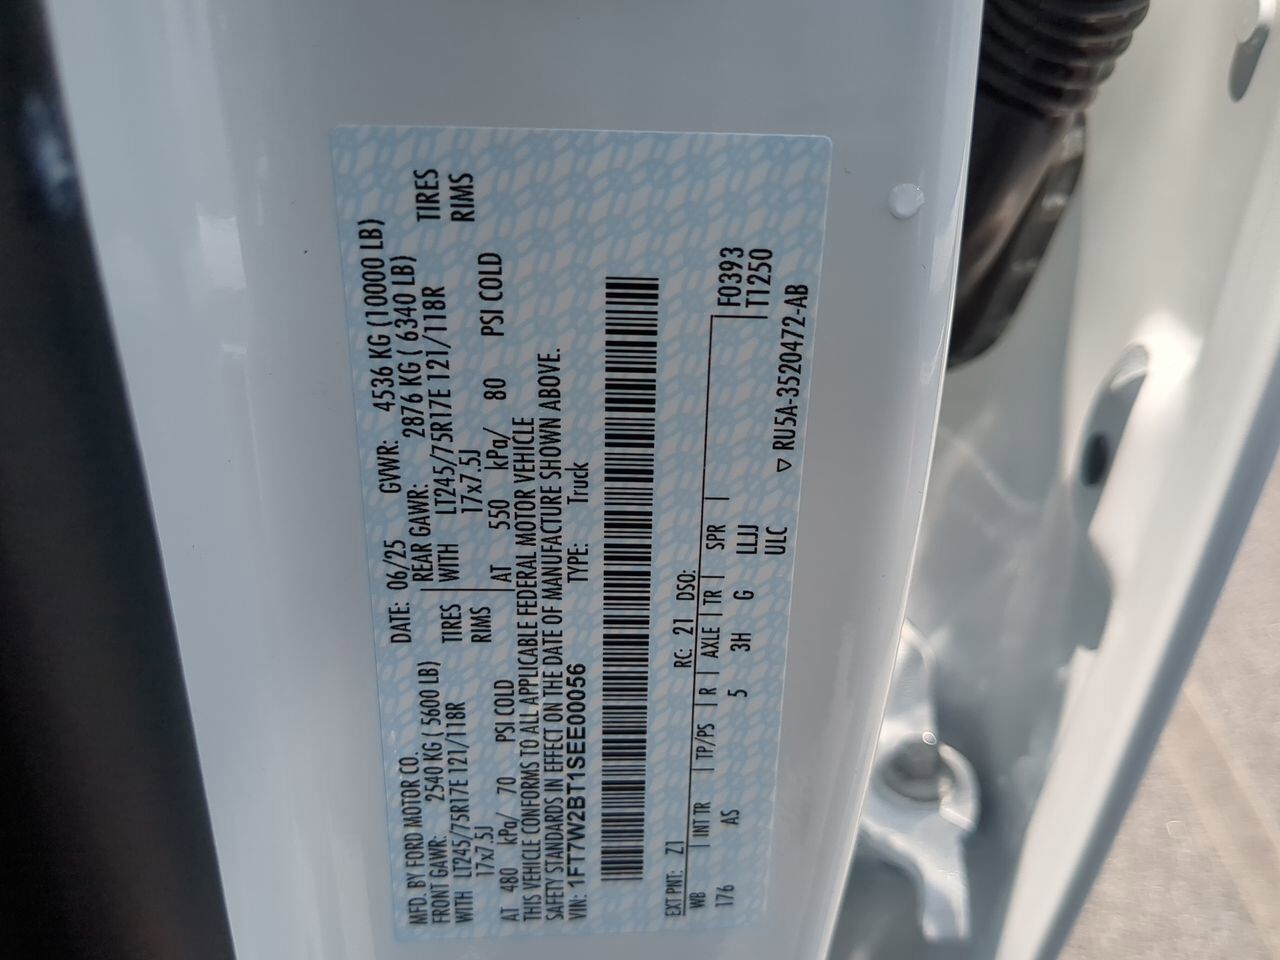 MFD. BY FORD MOTOR CO. DATE: 06/25 GVWR: 4536 KG (10000 LB)
FRONT GAWR: 2540 KG ( 5600 LB) REAR GAWR: 2876 KG ( 6340 LB)
WITH LT245/75R17E 121/118R TIRES WITH LT245/75R17E 121/118R TIRES
17x7.5J RIMS 17x7.5J RIMS
AT 480 kPa/ 70 PSI COLD AT 550 kPa/ 80 PSI COLD
THIS VEHICLE CONFORMS TO ALL APPLICABLE FEDERAL MOTOR VEHICLE
SAFETY STANDARDS IN EFFECT ON THE DATE OF MANUFACTURE SHOWN ABOVE.
VIN: 1FT7W2BT1SEE00056 TYPE: Truck
EXT PNT: Z1 RC: 21 DSO:
WB INT TR TP/PS R AXLE TR SPR F0393
176 AS 5 3H G LLJJ T1250
ULC
▽ RU5A-3520472-AB